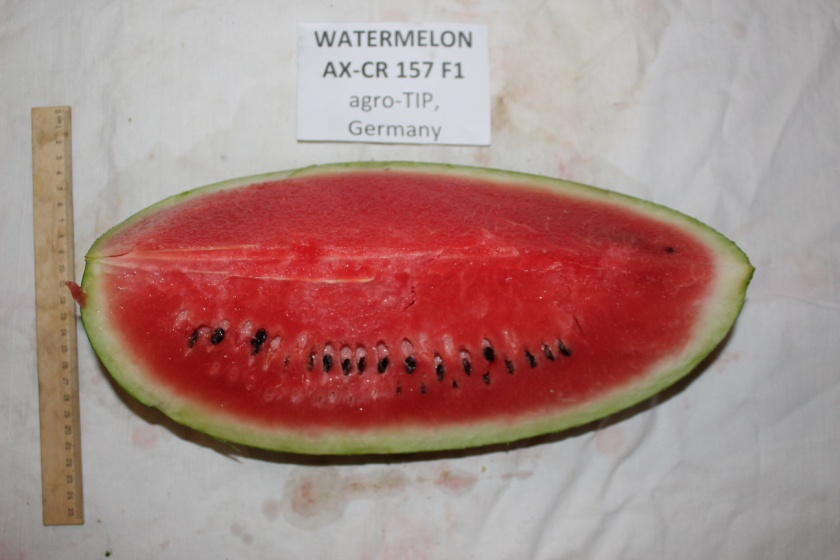 WATERMELON
AX-CR 157 F1
agro-TIP,
Germany